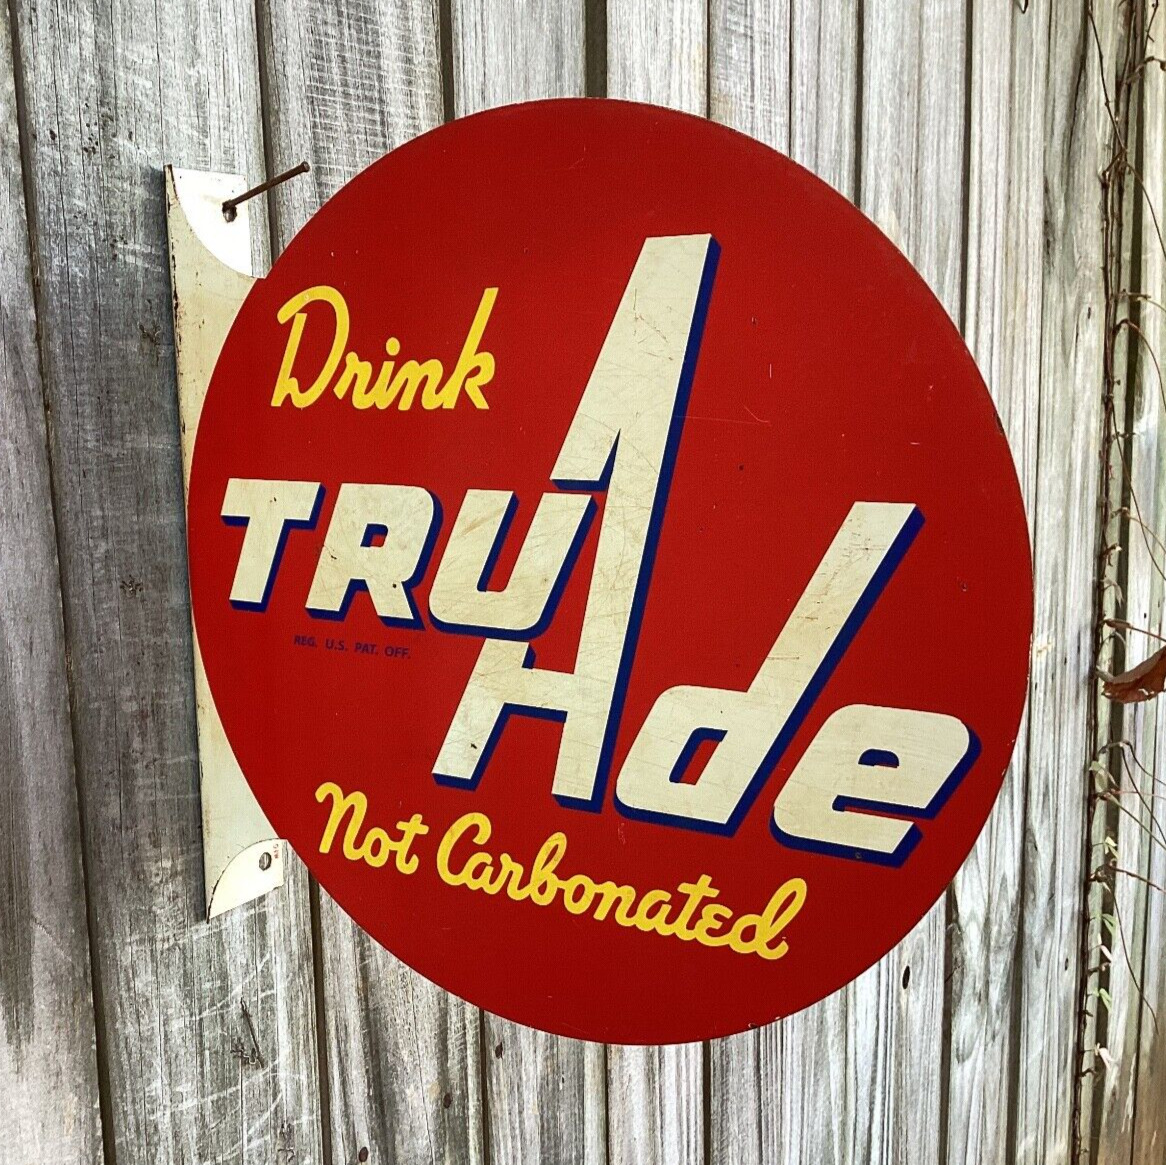 Drink
TRU Ade
REG. U.S. PAT. OFF.
Not Carbonated